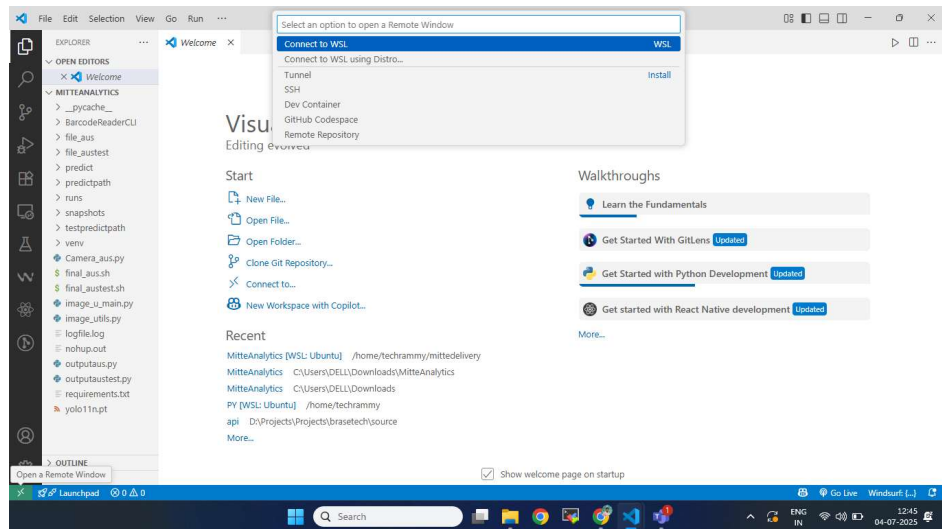 File Edit Selection View Go Run ···
Select an option to open a Remote Window
Connect to WSL WSL
Connect to WSL using Distro...
Tunnel Install
SSH
Dev Container
GitHub Codespace
Remote Repository
EXPLORER ···
OPEN EDITORS
Welcome
MITTEANALYTICS
__pycache__
BarcodeReaderCLI
file_aus
file_austest
predict
predictpath
runs
snapshots
testpredictpath
venv
Camera_aus.py
$ final_aus.sh
$ final_austest.sh
image_u_main.py
image_utils.py
logfile.log
nohup.out
outputaus.py
outputaustest.py
requirements.txt
yolo11n.pt
OUTLINE
Open a Remote Window
Welcome
Visu
Editing evolved
Start
New File...
Open File...
Open Folder...
Clone Git Repository...
Connect to...
New Workspace with Copilot...
Recent
MitteAnalytics [WSL: Ubuntu] /home/techrammy/mittedelivery
MitteAnalytics C:\Users\DELL\Downloads\MitteAnalytics
MitteAnalytics C:\Users\DELL\Downloads
PY [WSL: Ubuntu] /home/techrammy
api D:\Projects\Projects\brasetech\source
More...
Walkthroughs
Learn the Fundamentals
Get Started With GitLens Updated
Get Started with Python Development Updated
Get started with React Native development Updated
More...
Show welcome page on startup
Launchpad 0 0
Go Live Windsurf: {...}
Search
ENG
IN
12:45
04-07-2025